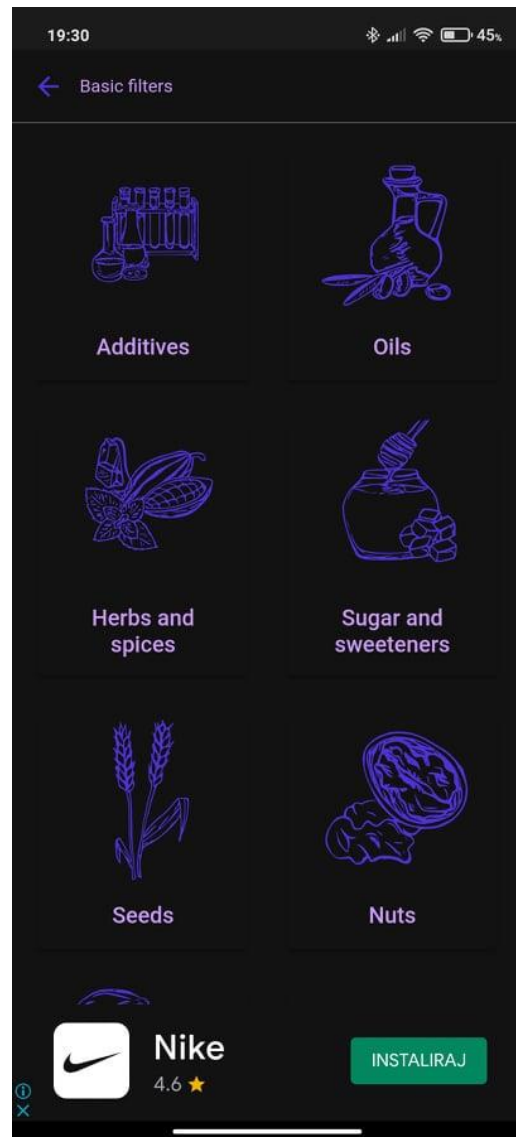 19:30
45%
Basic filters
Additives
Oils
Herbs and
spices
Sugar and
sweeteners
Seeds
Nuts
Nike
4.6
INSTALIRAJ